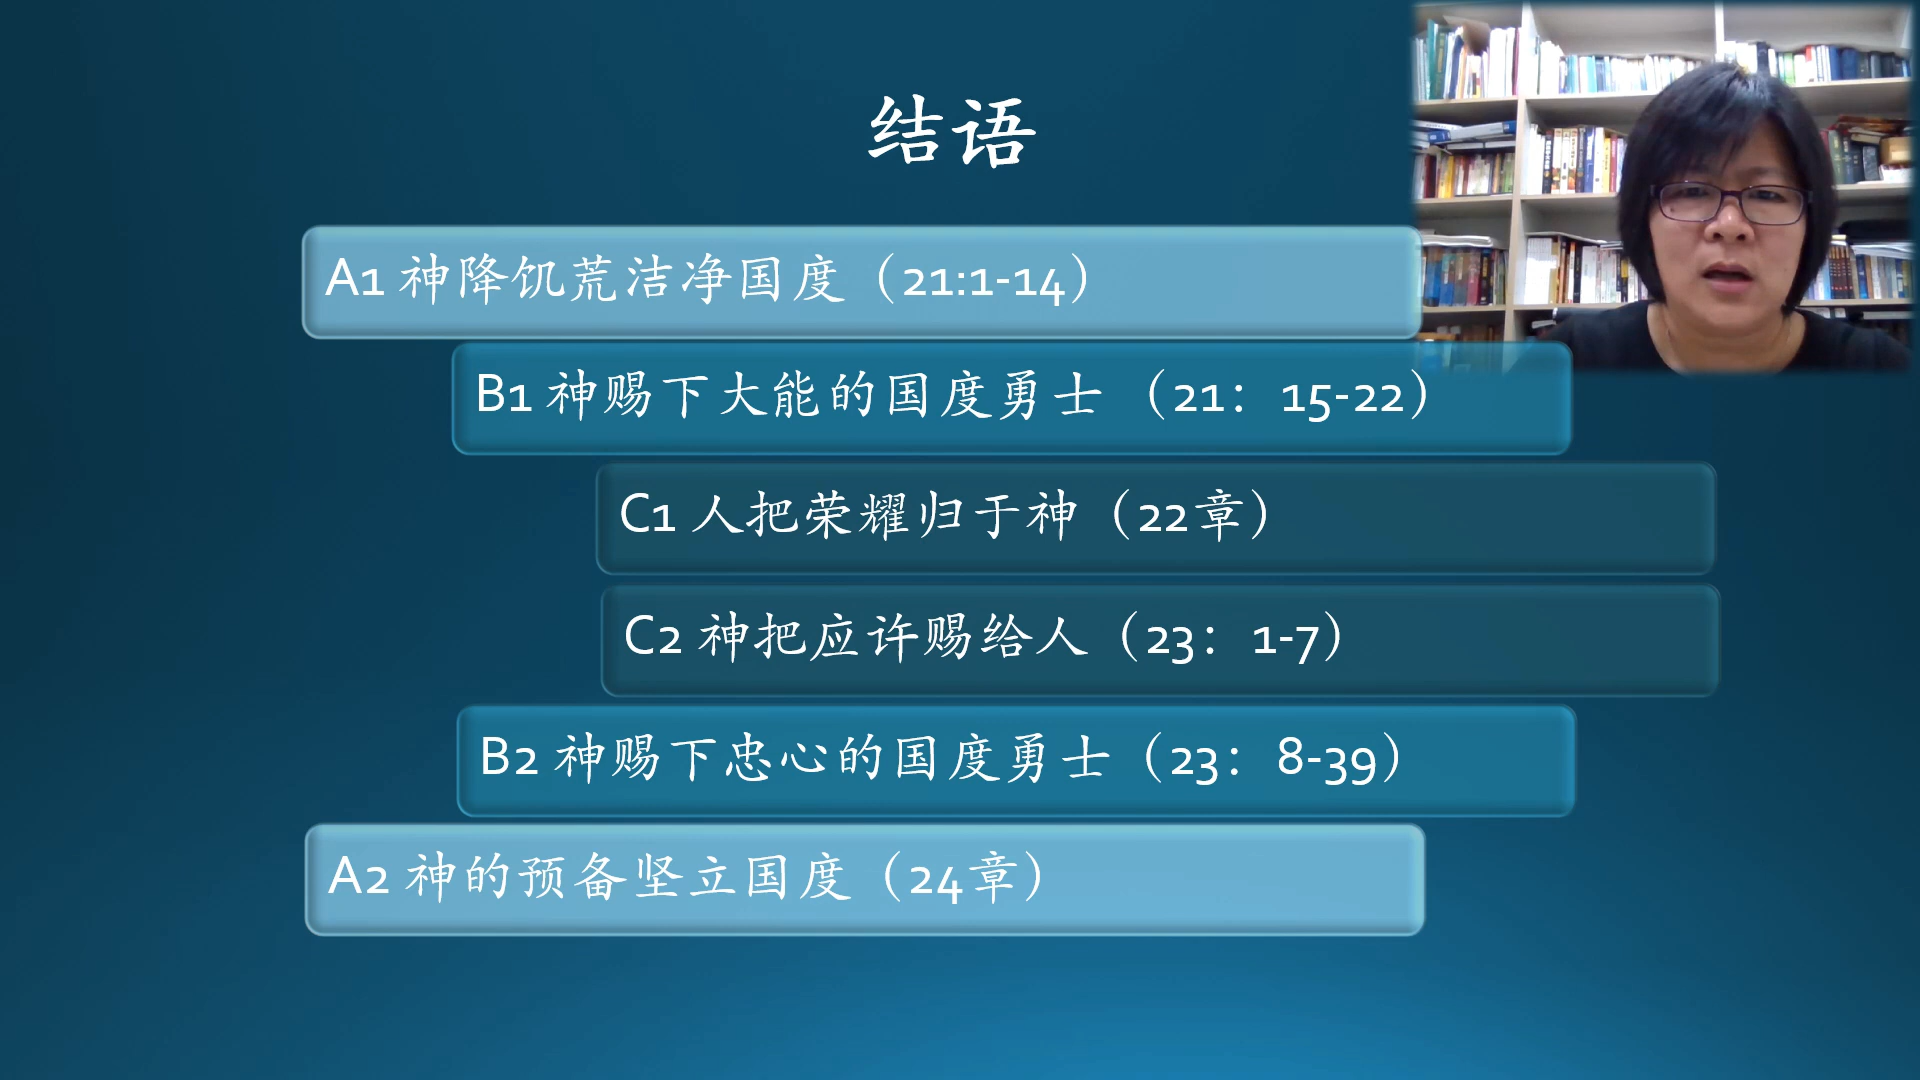 结语
A1 神降饥荒洁净国度（21:1-14）
B1 神赐下大能的国度勇士 （21：15-22）
C1 人把荣耀归于神（22章）
C2 神把应许赐给人（23：1-7）
B2 神赐下忠心的国度勇士（23：8-39）
A2 神的预备坚立国度（24章）